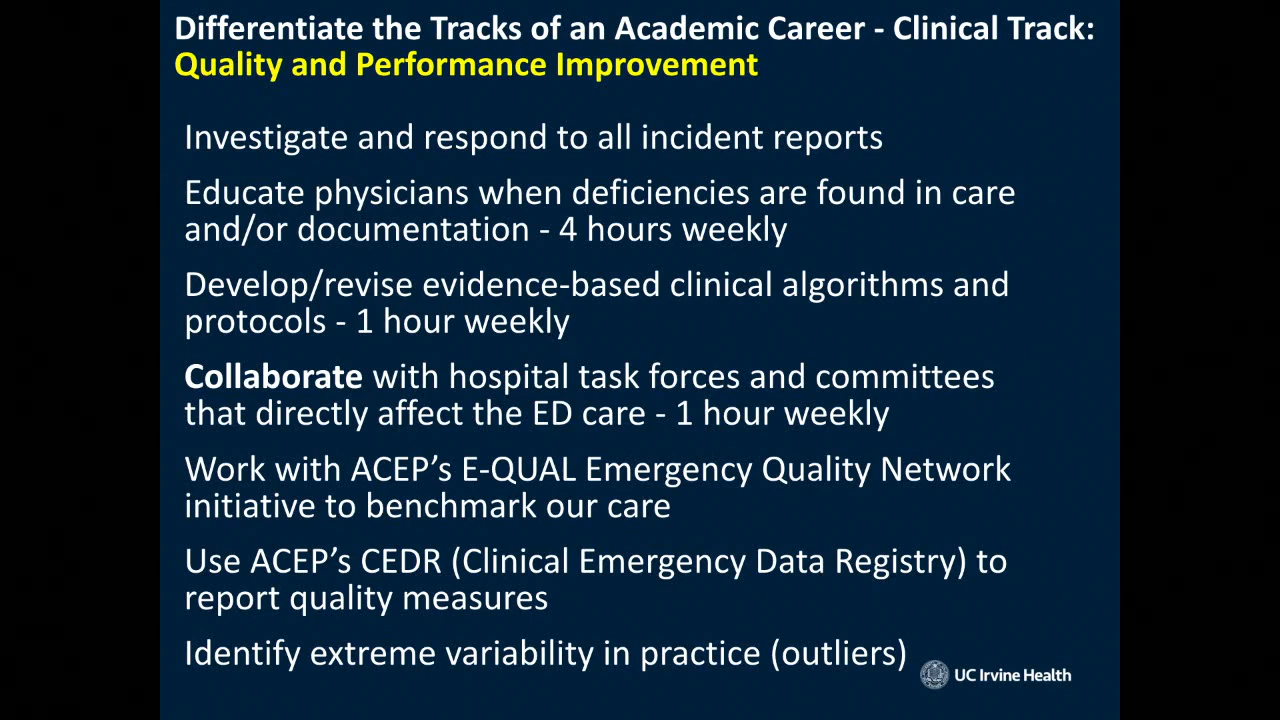 Differentiate the Tracks of an Academic Career - Clinical Track:
Quality and Performance Improvement
Investigate and respond to all incident reports
Educate physicians when deficiencies are found in care
and/or documentation - 4 hours weekly
Develop/revise evidence-based clinical algorithms and
protocols - 1 hour weekly
Collaborate with hospital task forces and committees
that directly affect the ED care - 1 hour weekly
Work with ACEP’s E-QUAL Emergency Quality Network
initiative to benchmark our care
Use ACEP’s CEDR (Clinical Emergency Data Registry) to
report quality measures
Identify extreme variability in practice (outliers)
UC Irvine Health